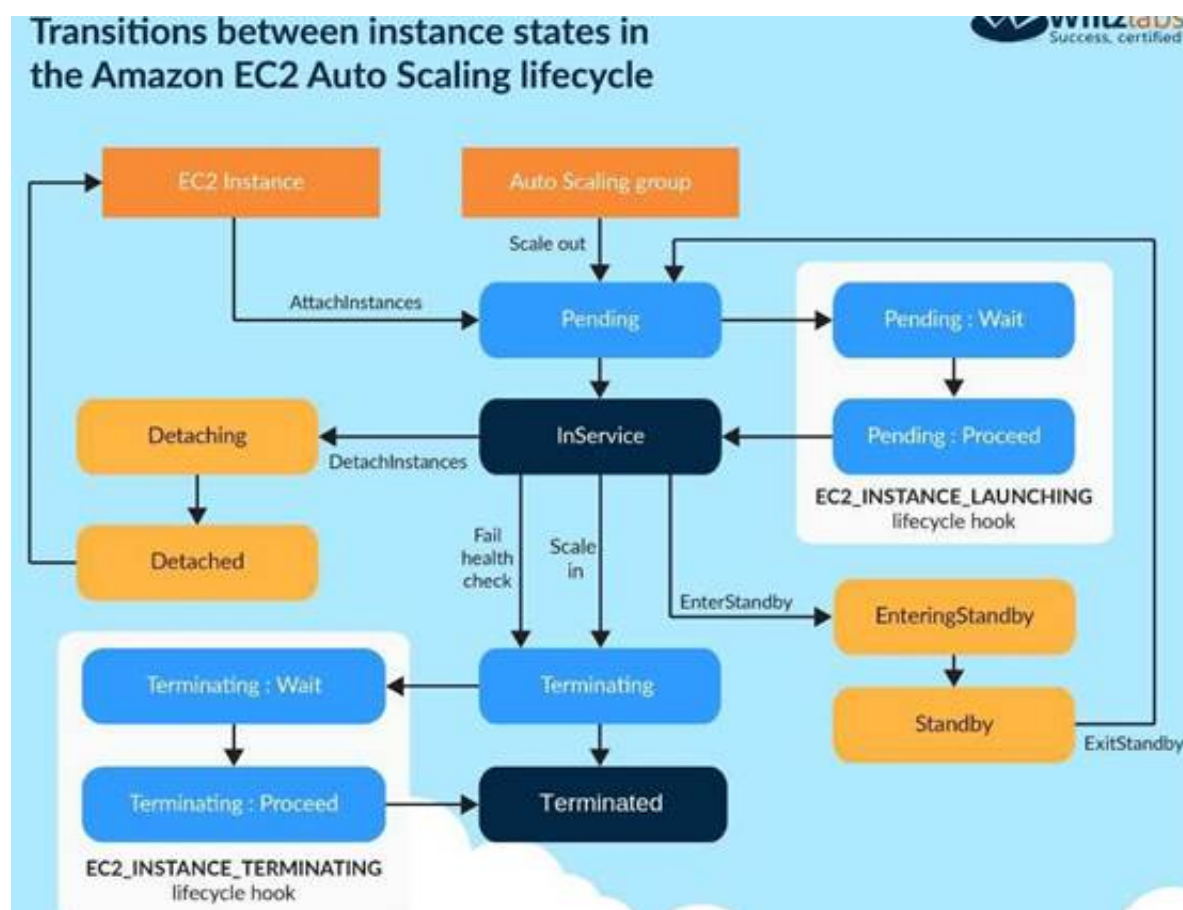 Transitions between instance states in
the Amazon EC2 Auto Scaling lifecycle
Whizlabs
Success, certified
EC2 Instance
Auto Scaling group
Scale out
AttachInstances
Pending
Pending : Wait
Detaching
InService
Pending : Proceed
DetachInstances
EC2_INSTANCE_LAUNCHING
lifecycle hook
Detached
Fail
health
check
Scale
in
EnterStandby
EnteringStandby
Terminating : Wait
Terminating
Standby
ExitStandby
Terminating : Proceed
Terminated
EC2_INSTANCE_TERMINATING
lifecycle hook